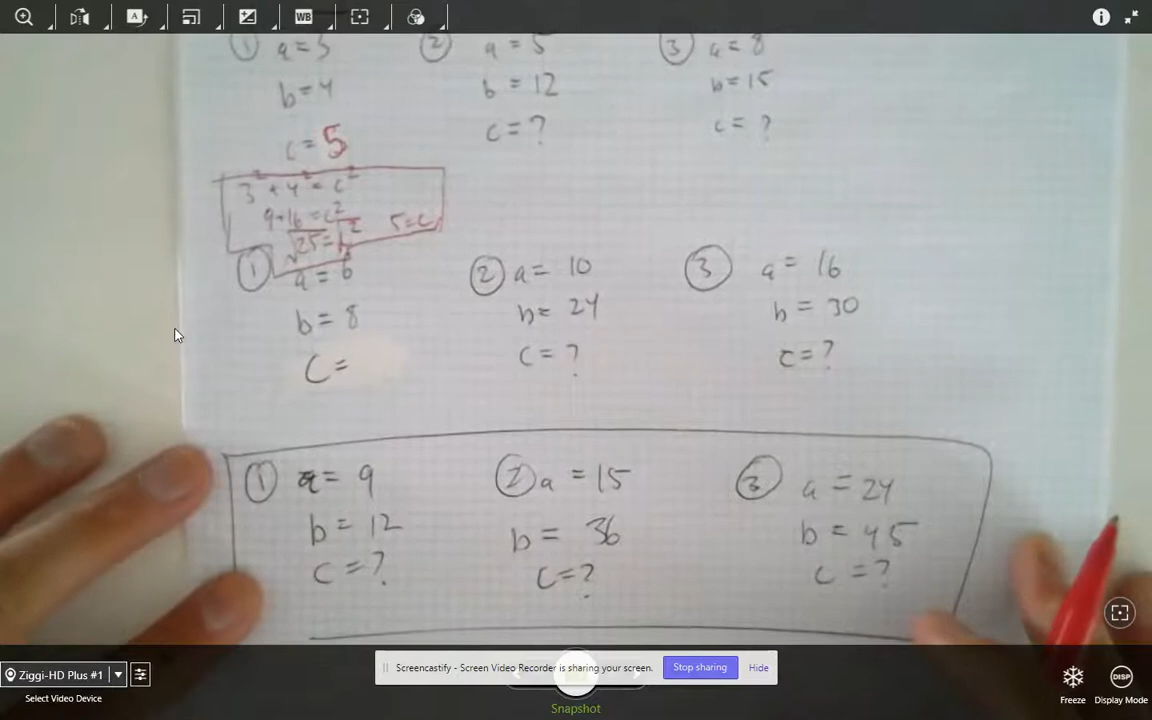 WB
① a = 3
② a = 5
③ a = 8
b = 4
b = 12
b = 15
c = 5
c = ?
c = ?
3² + 4² = c²
9+16 = c²
5 = c
① a = 6
② a = 10
③ a = 16
b = 8
b = 24
b = 30
C =
c = ?
c = ?
① a = 9
② a = 15
③ a = 24
b = 12
b = 36
b = 45
c = ?
c = ?
c = ?
Ziggi-HD Plus #1
Select Video Device
Screencastify - Screen Video Recorder is sharing your screen.
Stop sharing
Hide
Snapshot
Freeze
DISP
Display Mode